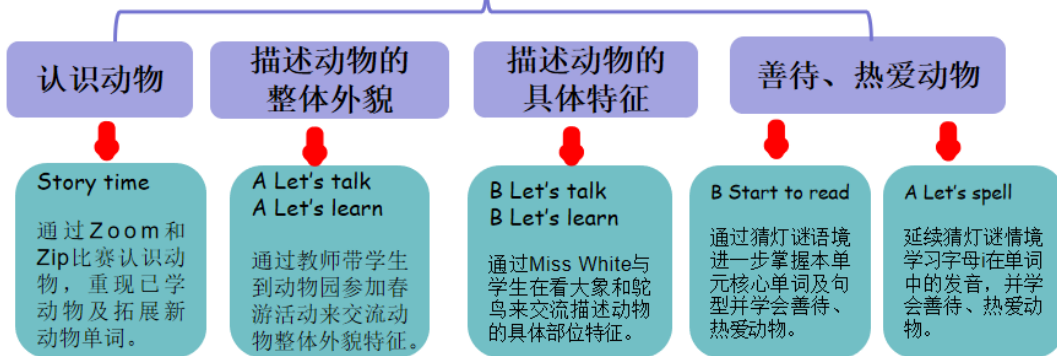 认识动物
描述动物的
整体外貌
描述动物的
具体特征
善待、热爱动物
Story time
通过Zoom和
Zip比赛认识动
物，重现已学
动物及拓展新
动物单词。
A Let's talk
A Let's learn
通过教师带学生
到动物园参加春
游活动来交流动
物整体外貌特征。
B Let's talk
B Let's learn
通过Miss White与
学生在看大象和鸵
鸟来交流描述动物
的具体部位特征。
B Start to read
通过猜灯谜语境
进一步掌握本单
元核心单词及句
型并学会善待、
热爱动物。
A Let's spell
延续猜灯谜情境
学习字母i在单词
中的发音，并学
会善待、热爱动
物。